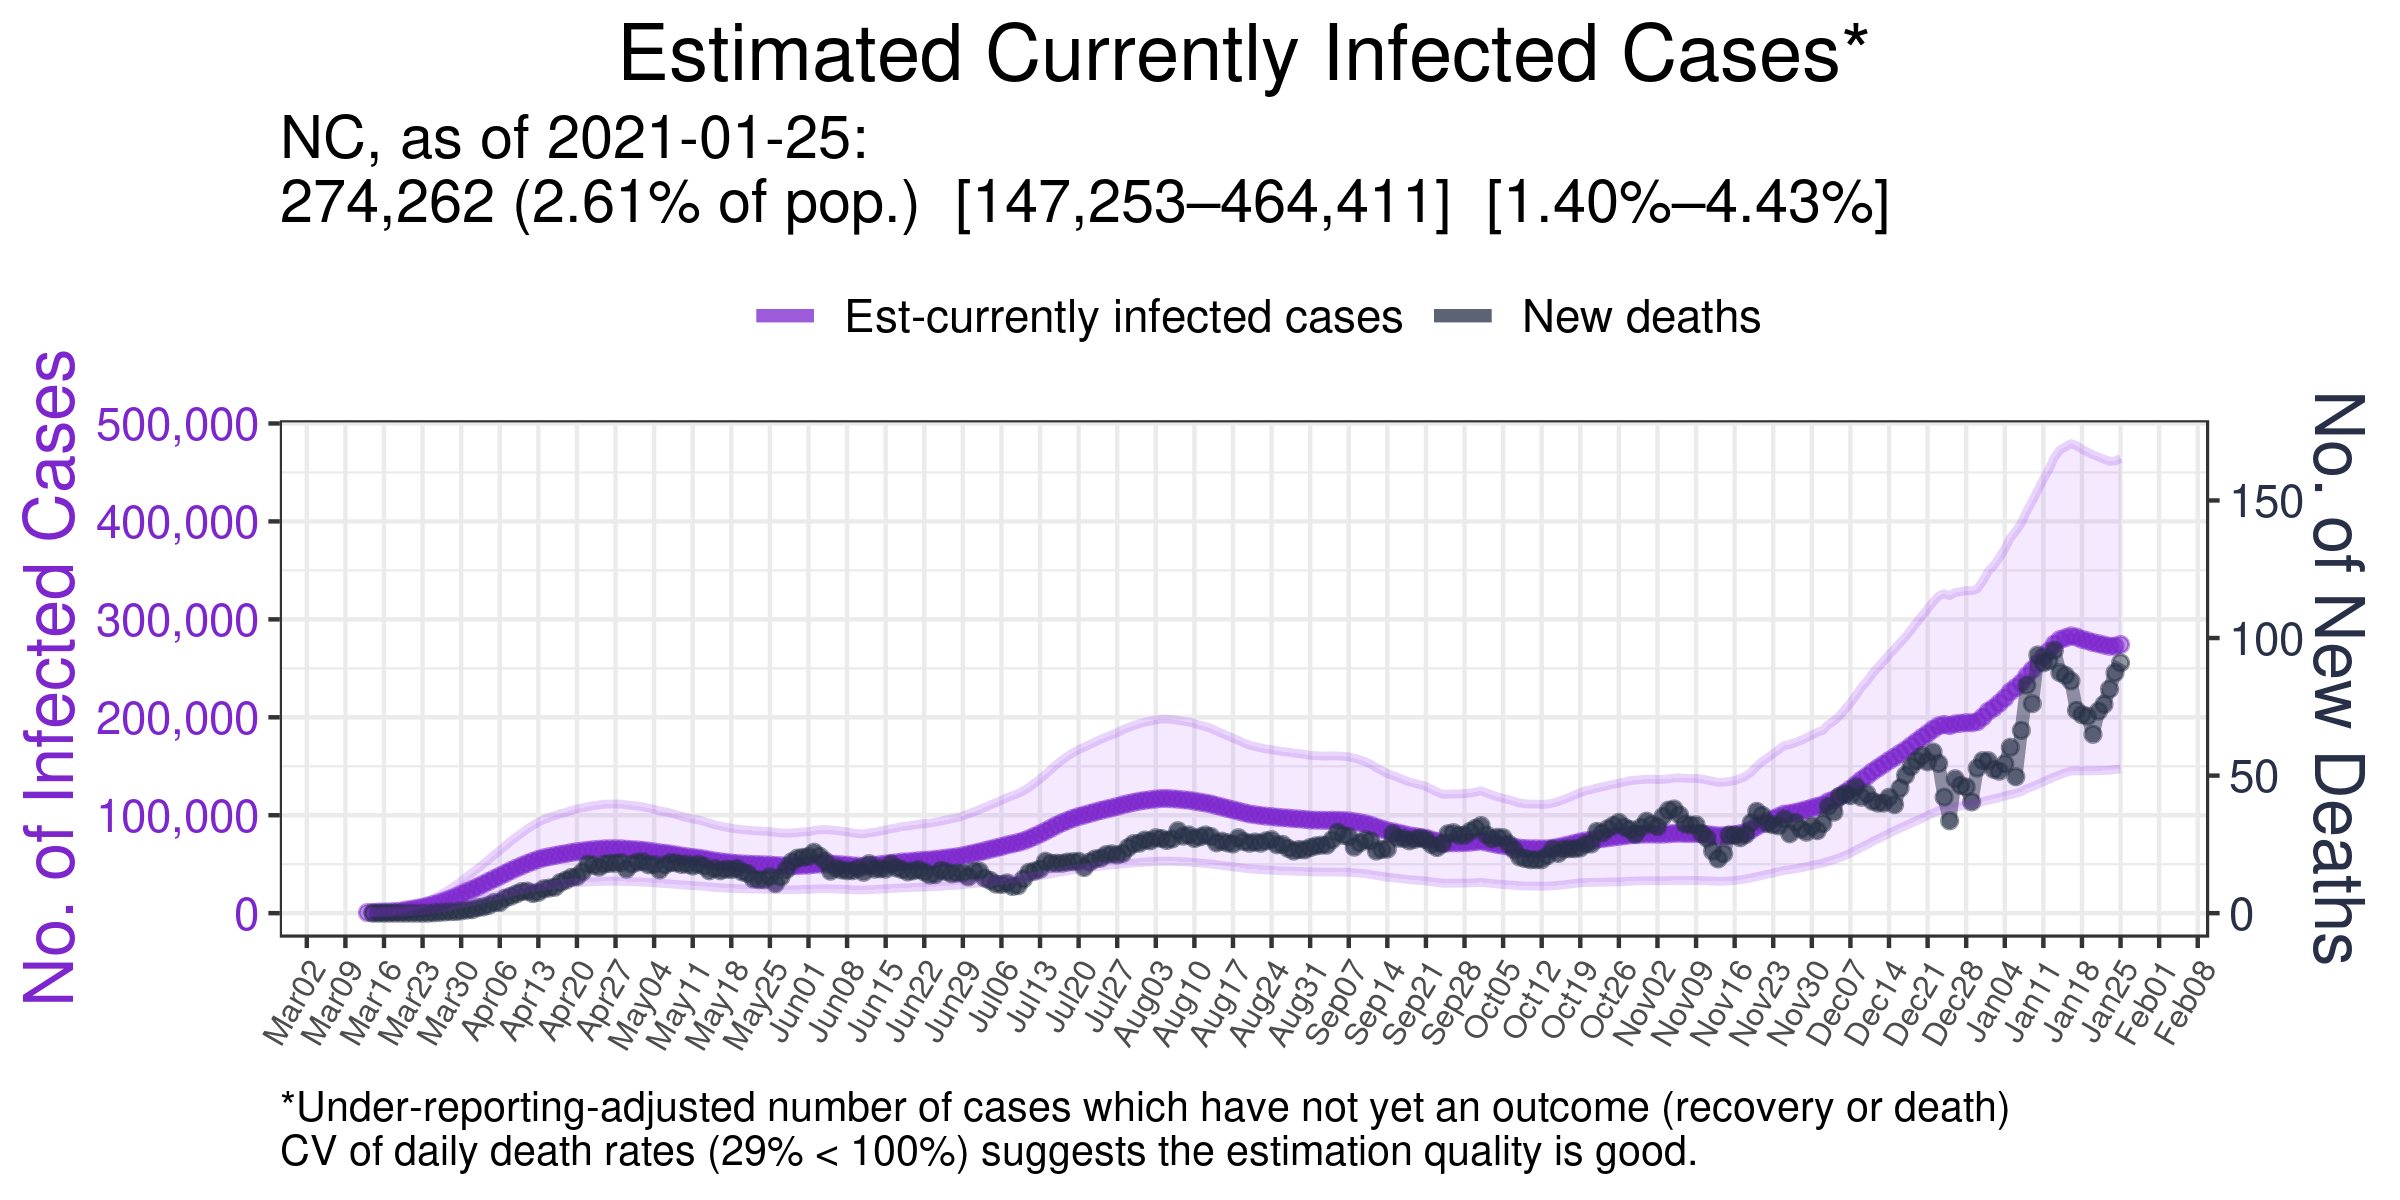 Estimated Currently Infected Cases*
NC, as of 2021-01-25:
274,262 (2.61% of pop.) [147,253–464,411] [1.40%–4.43%]
Est-currently infected cases
New deaths
No. of Infected Cases
500,000
400,000
300,000
200,000
100,000
0
150
100
50
0
No. of New Deaths
Mar02
Mar09
Mar16
Mar23
Mar30
Apr06
Apr13
Apr20
Apr27
May04
May11
May18
May25
Jun01
Jun08
Jun15
Jun22
Jun29
Jul06
Jul13
Jul20
Jul27
Aug03
Aug10
Aug17
Aug24
Aug31
Sep07
Sep14
Sep21
Sep28
Oct05
Oct12
Oct19
Oct26
Nov02
Nov09
Nov16
Nov23
Nov30
Dec07
Dec14
Dec21
Dec28
Jan04
Jan11
Jan18
Jan25
Feb01
Feb08
*Under-reporting-adjusted number of cases which have not yet an outcome (recovery or death)
CV of daily death rates (29% < 100%) suggests the estimation quality is good.